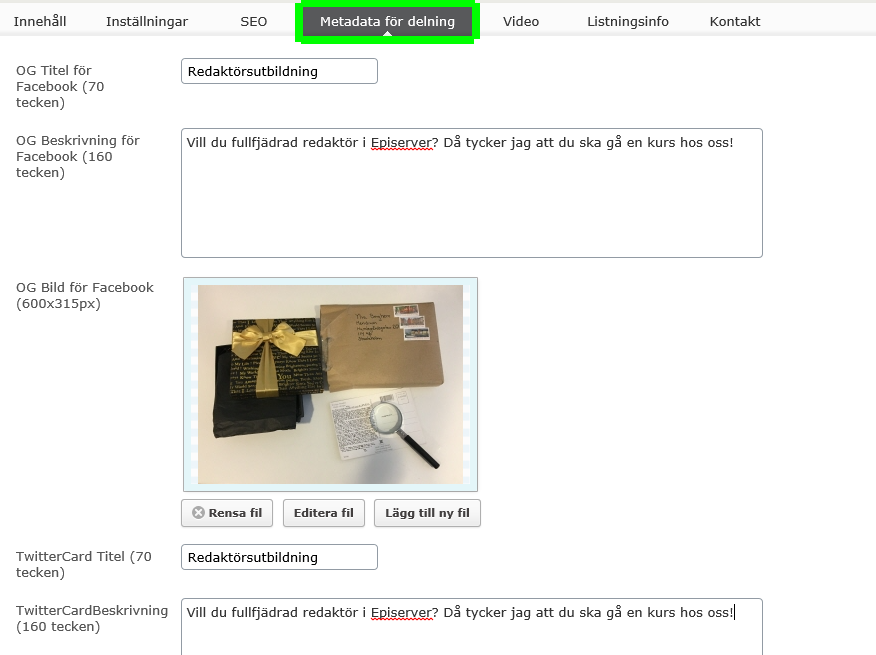 Innehåll Inställningar SEO Metadata för delning Video Listningsinfo Kontakt
OG Titel för
Facebook (70
tecken)
Redaktörsutbildning
OG Beskrivning för
Facebook (160
tecken)
Vill du fullfjädrad redaktör i Episerver? Då tycker jag att du ska gå en kurs hos oss!
OG Bild för Facebook
(600x315px)
Rensa fil Editera fil Lägg till ny fil
TwitterCard Titel (70
tecken)
Redaktörsutbildning
TwitterCardBeskrivning
(160 tecken)
Vill du fullfjädrad redaktör i Episerver? Då tycker jag att du ska gå en kurs hos oss!